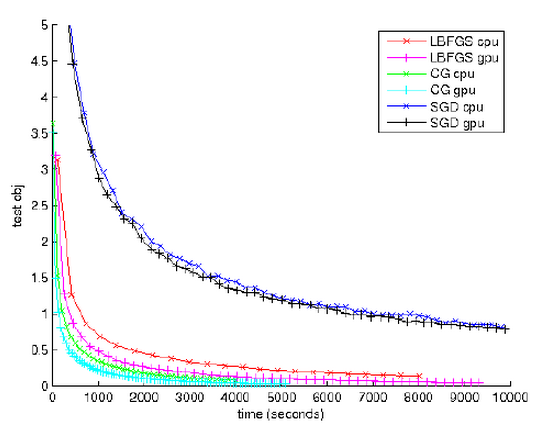 5
4.5
4
3.5
3
2.5
2
1.5
1
0.5
0
test obj
0 1000 2000 3000 4000 5000 6000 7000 8000 9000 10000
time (seconds)
LBFGS cpu
LBFGS gpu
CG cpu
CG gpu
SGD cpu
SGD gpu